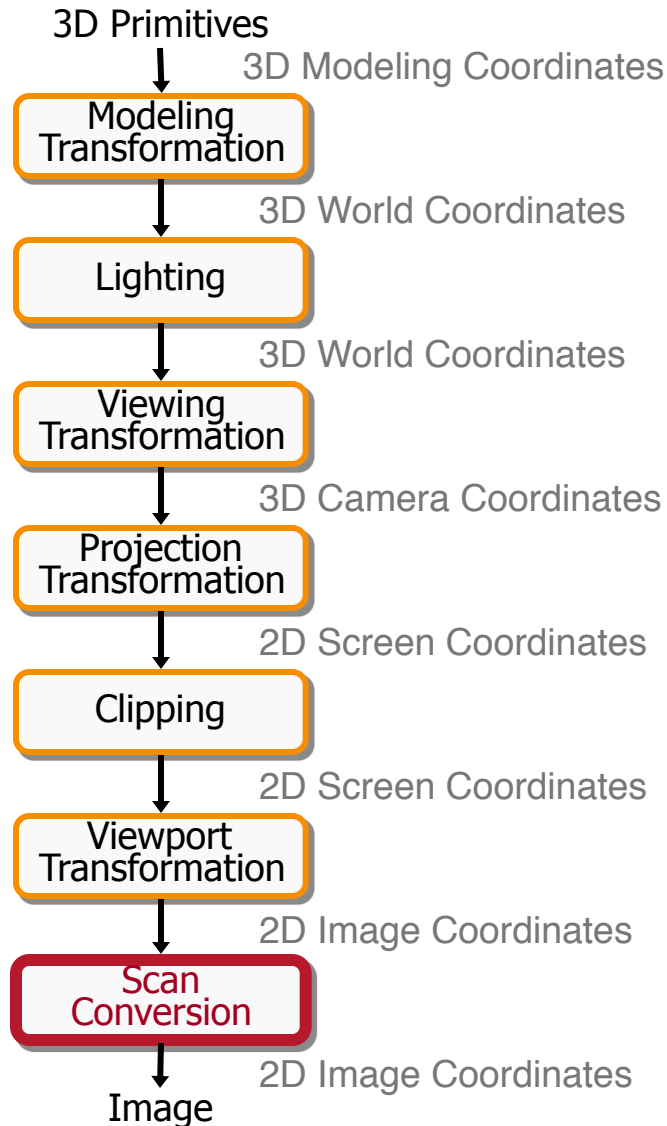 3D Primitives
3D Modeling Coordinates
Modeling
Transformation
3D World Coordinates
Lighting
3D World Coordinates
Viewing
Transformation
3D Camera Coordinates
Projection
Transformation
2D Screen Coordinates
Clipping
2D Screen Coordinates
Viewport
Transformation
2D Image Coordinates
Scan
Conversion
2D Image Coordinates
Image